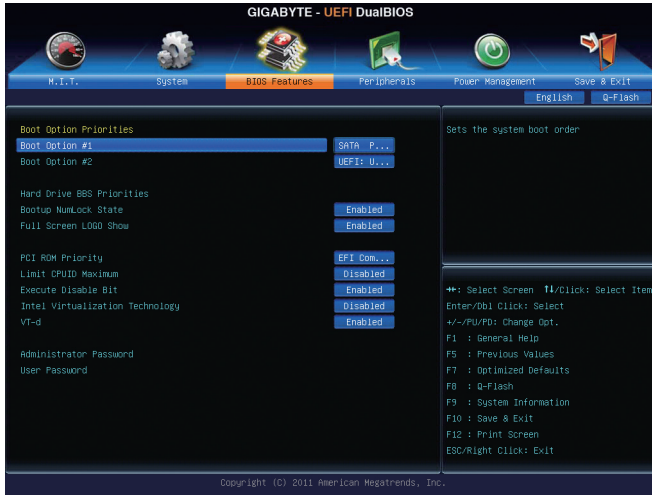 GIGABYTE - UEFI DualBIOS
M.I.T. System BIOS Features Peripherals Power Management Save & Exit
English Q-Flash
Boot Option Priorities
Boot Option #1 SATA P...
Boot Option #2 UEFI: U...
Hard Drive BBS Priorities
Bootup NumLock State Enabled
Full Screen LOGO Show Enabled
PCI ROM Priority EFI Com...
Limit CPUID Maximum Disabled
Execute Disable Bit Enabled
Intel Virtualization Technology Disabled
VT-d Enabled
Administrator Password
User Password
Sets the system boot order
→←: Select Screen ↑↓/Click: Select Item
Enter/Dbl Click: Select
+/-/PU/PD: Change Opt.
F1 : General Help
F5 : Previous Values
F7 : Optimized Defaults
F8 : Q-Flash
F9 : System Information
F10 : Save & Exit
F12 : Print Screen
ESC/Right Click: Exit
Copyright (C) 2011 American Megatrends, Inc.